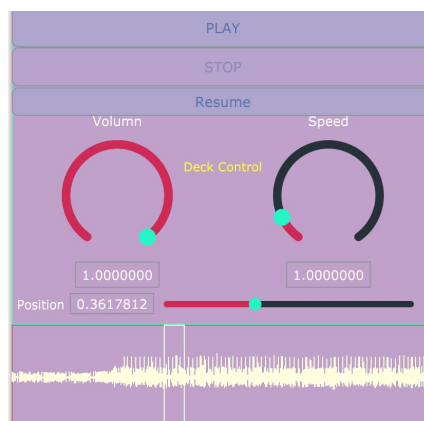 PLAY
STOP
Resume
Volumn
Speed
Deck Control
1.0000000
1.0000000
Position 0.3617812